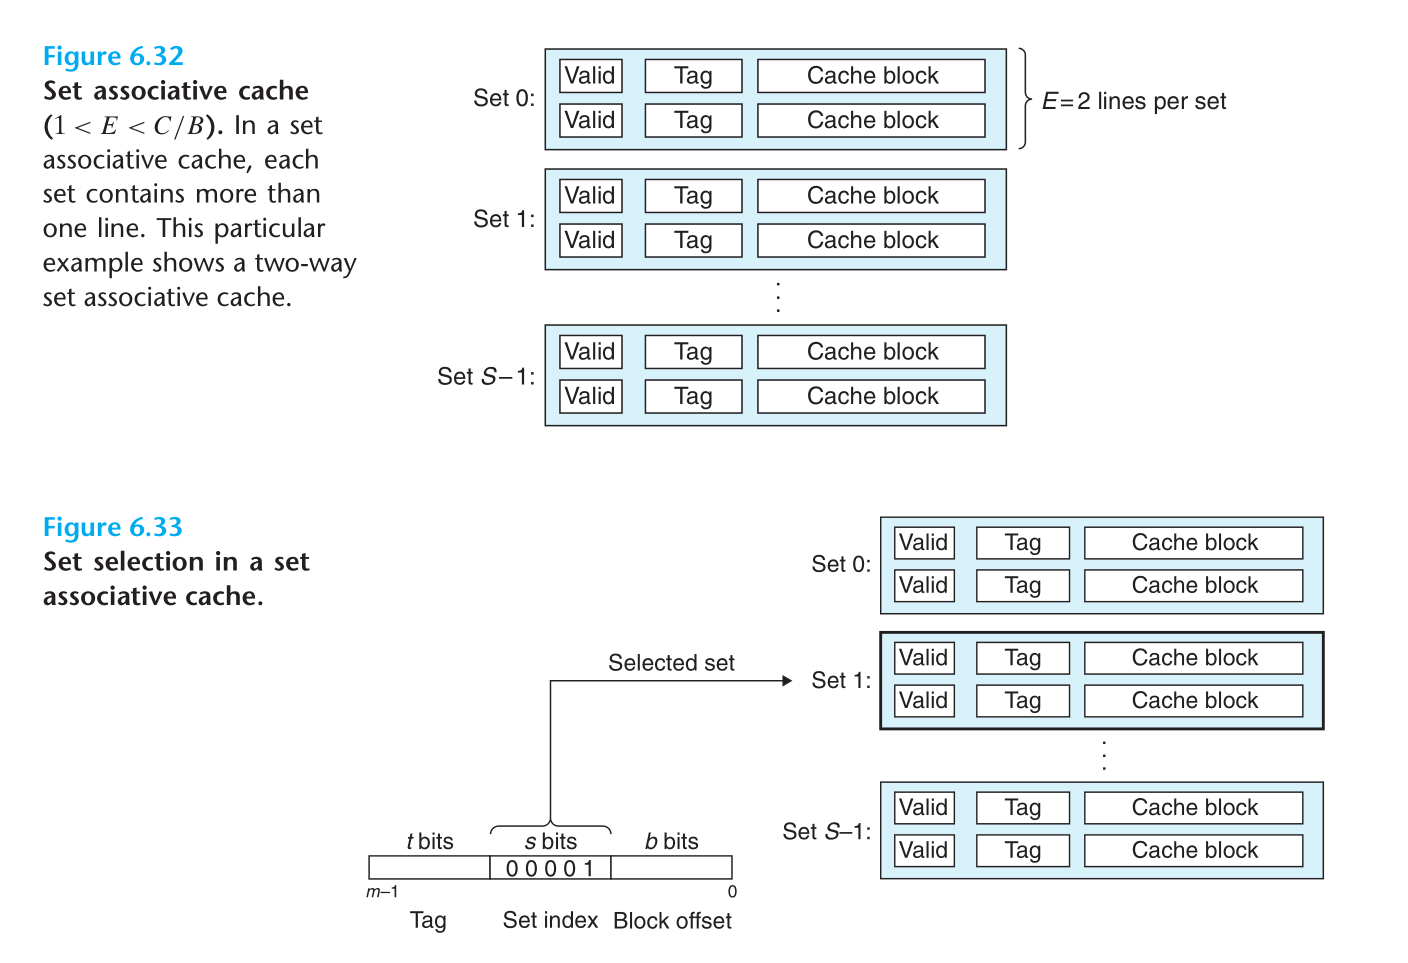 Figure 6.32
Set associative cache
(1 < E < C/B). In a set
associative cache, each
set contains more than
one line. This particular
example shows a two-way
set associative cache.
Set 0:
Valid Tag Cache block
Valid Tag Cache block
E=2 lines per set
Set 1:
Valid Tag Cache block
Valid Tag Cache block
Set S–1:
Valid Tag Cache block
Valid Tag Cache block
Figure 6.33
Set selection in a set
associative cache.
Set 0:
Valid Tag Cache block
Valid Tag Cache block
Selected set
Set 1:
Valid Tag Cache block
Valid Tag Cache block
Set S–1:
Valid Tag Cache block
Valid Tag Cache block
t bits s bits b bits
0 0 0 0 1
m–1 0
Tag Set index Block offset